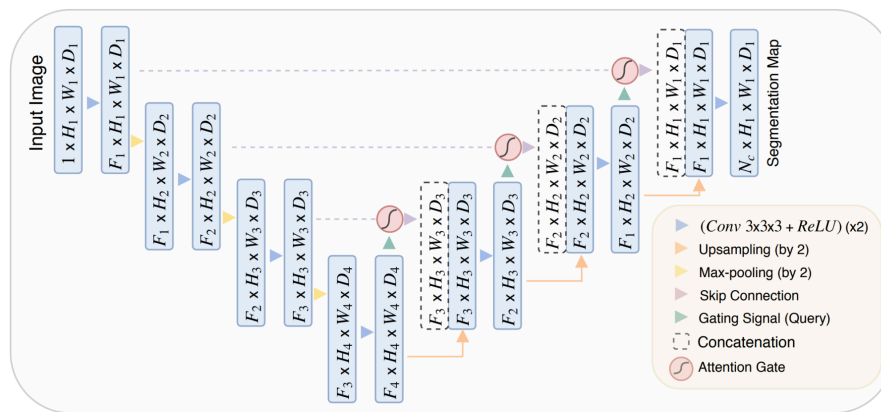 Input Image
1 x H₁ x W₁ x D₁
F₁ x H₁ x W₁ x D₁
F₁ x H₂ x W₂ x D₂
F₂ x H₂ x W₂ x D₂
F₂ x H₃ x W₃ x D₃
F₃ x H₃ x W₃ x D₃
F₃ x H₄ x W₄ x D₄
F₄ x H₄ x W₄ x D₄
F₃ x H₃ x W₃ x D₃
F₃ x H₃ x W₃ x D₃
F₂ x H₃ x W₃ x D₃
F₂ x H₂ x W₂ x D₂
F₂ x H₂ x W₂ x D₂
F₁ x H₂ x W₂ x D₂
F₁ x H₁ x W₁ x D₁
F₁ x H₁ x W₁ x D₁
N꜀ x H₁ x W₁ x D₁
Segmentation Map
(Conv 3x3x3 + ReLU) (x2)
Upsampling (by 2)
Max-pooling (by 2)
Skip Connection
Gating Signal (Query)
Concatenation
Attention Gate